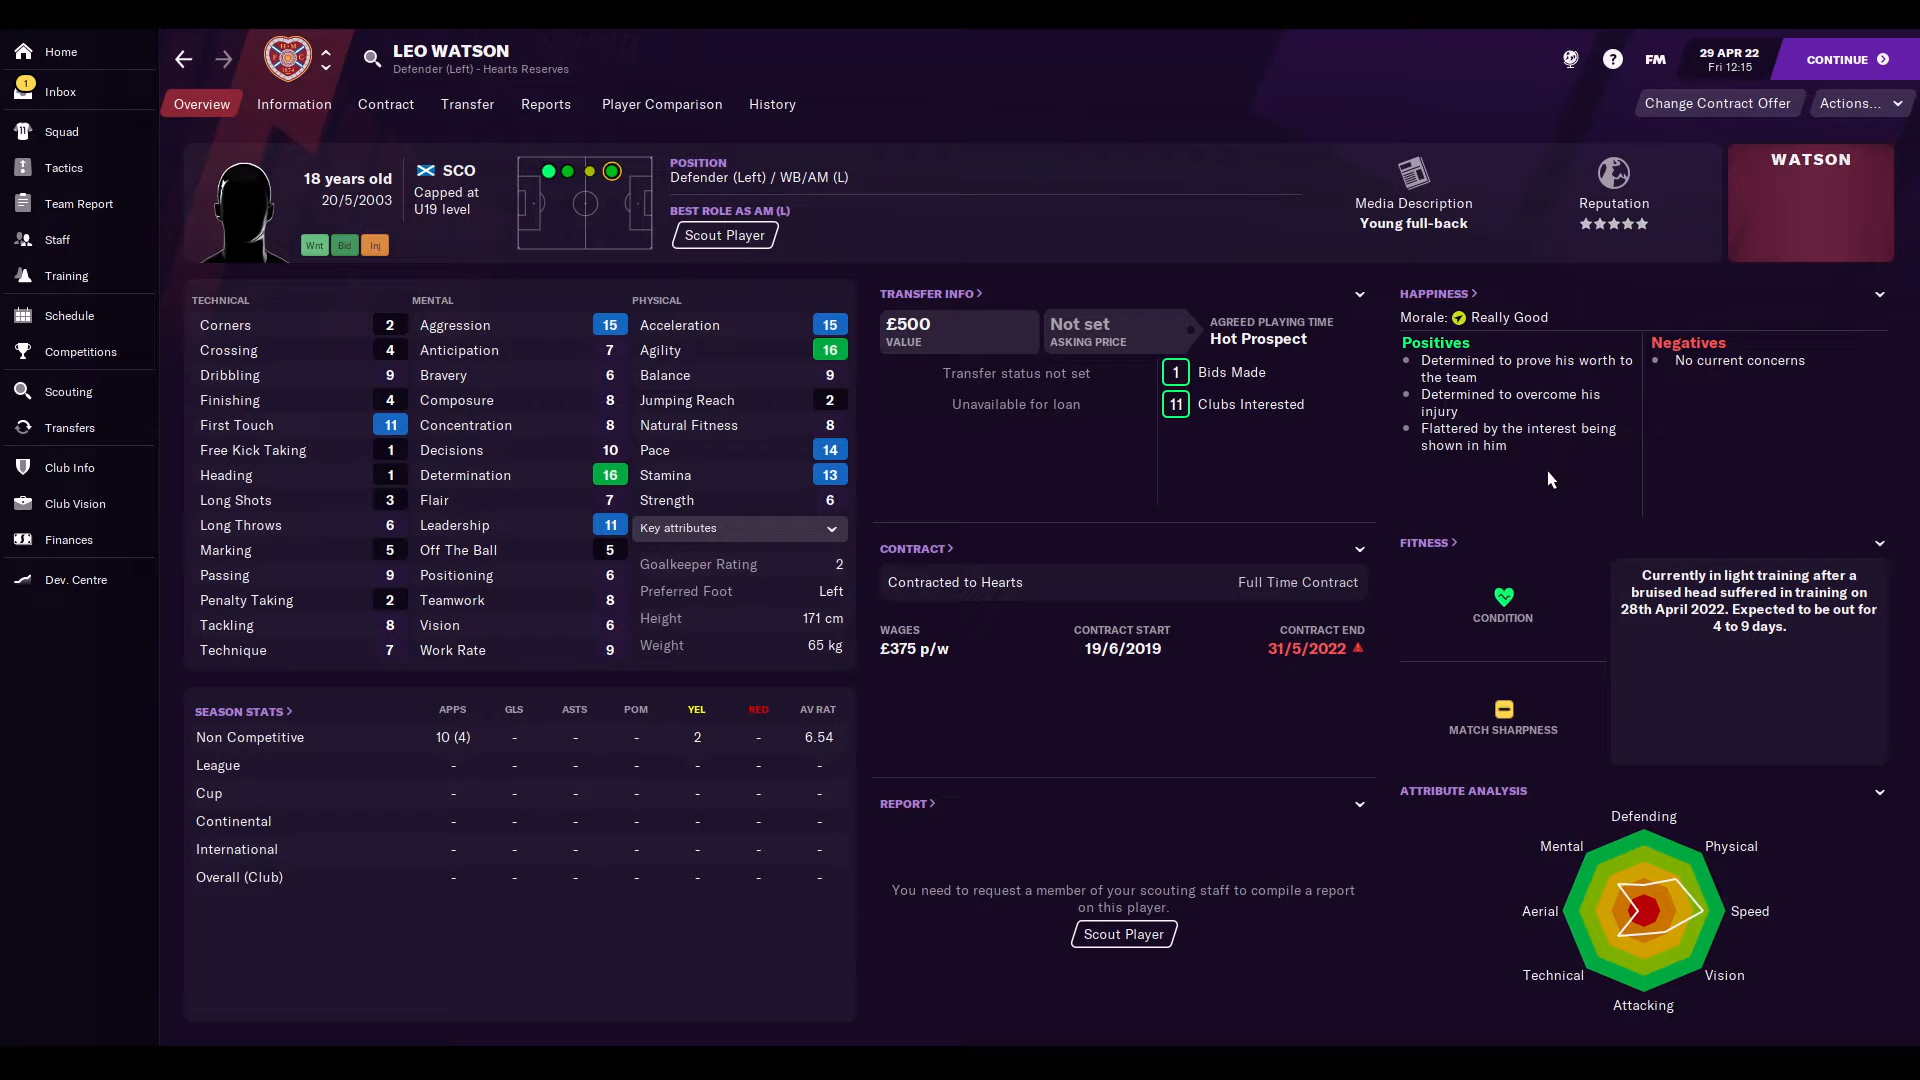 Home
1
Inbox
Squad
Tactics
Team Report
Staff
Training
Schedule
Competitions
Scouting
Transfers
Club Info
Club Vision
Finances
Dev. Centre
LEO WATSON
Defender (Left) - Hearts Reserves
FM
29 APR 22
Fri 12:15
CONTINUE
Overview Information Contract Transfer Reports Player Comparison History
Change Contract Offer Actions...
18 years old
20/5/2003
Wnt Bid Inj
SCO
Capped at
U19 level
POSITION
Defender (Left) / WB/AM (L)
BEST ROLE AS AM (L)
Scout Player
Media Description
Young full-back
Reputation
WATSON
TECHNICAL
Corners 2
Crossing 4
Dribbling 9
Finishing 4
First Touch 11
Free Kick Taking 1
Heading 1
Long Shots 3
Long Throws 6
Marking 5
Passing 9
Penalty Taking 2
Tackling 8
Technique 7
MENTAL
Aggression 15
Anticipation 7
Bravery 6
Composure 8
Concentration 8
Decisions 10
Determination 16
Flair 7
Leadership 11
Off The Ball 5
Positioning 6
Teamwork 8
Vision 6
Work Rate 9
PHYSICAL
Acceleration 15
Agility 16
Balance 9
Jumping Reach 2
Natural Fitness 8
Pace 14
Stamina 13
Strength 6
Key attributes
Goalkeeper Rating 2
Preferred Foot Left
Height 171 cm
Weight 65 kg
SEASON STATS > APPS GLS ASTS POM YEL RED AV RAT
Non Competitive 10 (4) - - - 2 - 6.54
League - - - - - - -
Cup - - - - - - -
Continental - - - - - - -
International - - - - - - -
Overall (Club) - - - - - - -
TRANSFER INFO >
£500
VALUE
Not set
ASKING PRICE
AGREED PLAYING TIME
Hot Prospect
Transfer status not set
Unavailable for loan
1 Bids Made
11 Clubs Interested
CONTRACT >
Contracted to Hearts Full Time Contract
WAGES CONTRACT START CONTRACT END
£375 p/w 19/6/2019 31/5/2022
REPORT >
You need to request a member of your scouting staff to compile a report
on this player.
Scout Player
HAPPINESS >
Morale: Really Good
Positives
Determined to prove his worth to
the team
Determined to overcome his
injury
Flattered by the interest being
shown in him
Negatives
No current concerns
FITNESS >
CONDITION
MATCH SHARPNESS
Currently in light training after a
bruised head suffered in training on
28th April 2022. Expected to be out for
4 to 9 days.
ATTRIBUTE ANALYSIS
Defending
Mental Physical
Aerial Speed
Technical Vision
Attacking